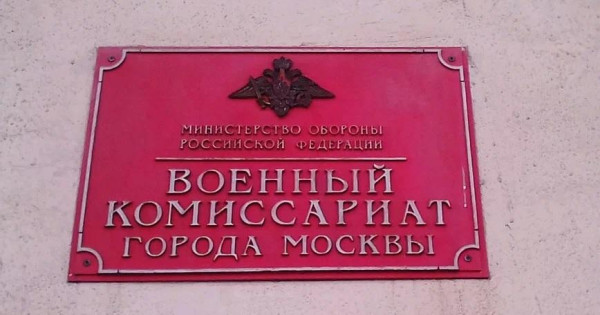 МИНИСТЕРСТВО ОБОРОНЫ
РОССИЙСКОЙ ФЕДЕРАЦИИ
ВОЕННЫЙ
КОМИССАРИАТ
ГОРОДА МОСКВЫ